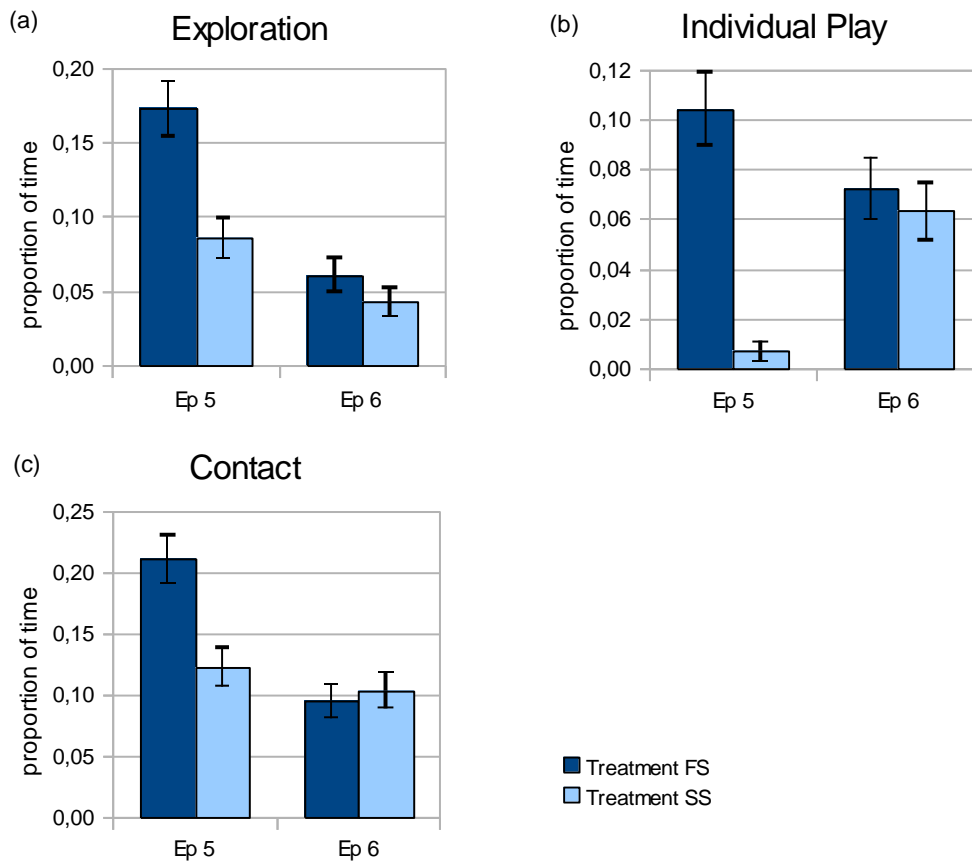 (a)
Exploration
proportion of time
0,20
0,15
0,10
0,05
0,00
Ep 5 Ep 6
(b)
Individual Play
proportion of time
0,12
0,10
0,08
0,06
0,04
0,02
0,00
Ep 5 Ep 6
(c)
Contact
proportion of time
0,25
0,20
0,15
0,10
0,05
0,00
Ep 5 Ep 6
Treatment FS
Treatment SS